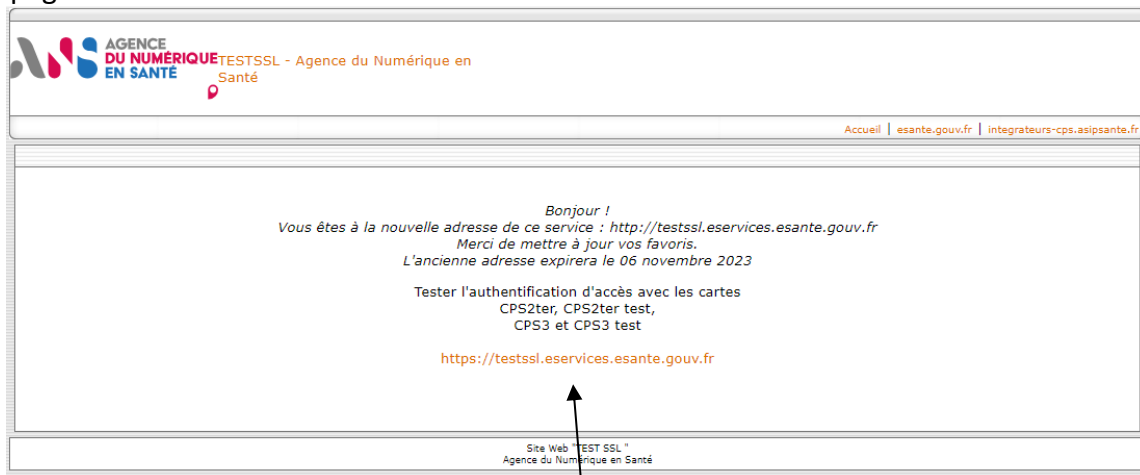 AGENCE
DU NUMÉRIQUE
EN SANTÉ
TESTSSL - Agence du Numérique en
Santé
Accueil | esante.gouv.fr | integrateurs-cps.asipsante.fr
Bonjour !
Vous êtes à la nouvelle adresse de ce service : http://testssl.eservices.esante.gouv.fr
Merci de mettre à jour vos favoris.
L'ancienne adresse expirera le 06 novembre 2023
Tester l'authentification d'accès avec les cartes
CPS2ter, CPS2ter test,
CPS3 et CPS3 test
https://testssl.eservices.esante.gouv.fr
Site Web "TEST SSL "
Agence du Numérique en Santé